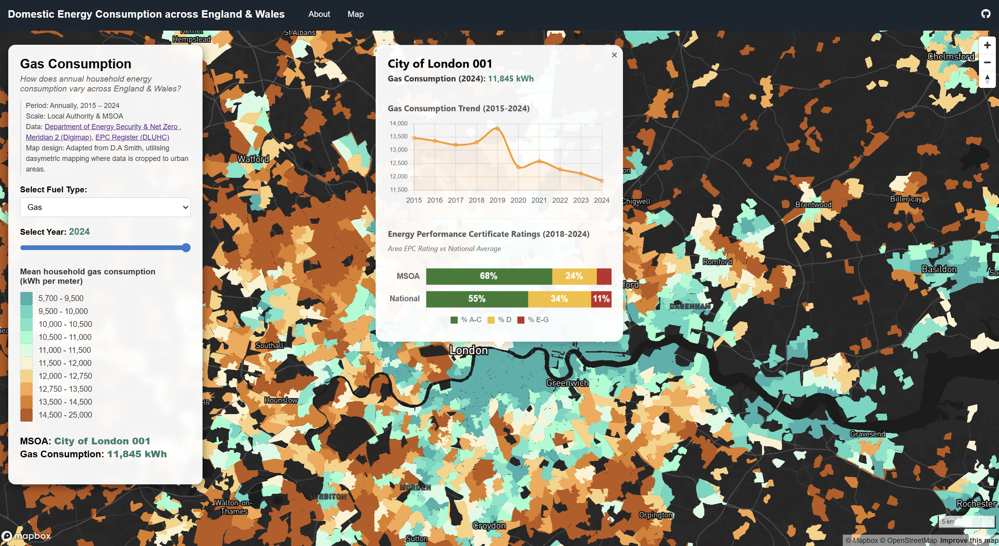 Domestic Energy Consumption across England & Wales
About
Map
Gas Consumption
How does annual household energy
consumption vary across England & Wales?
Period: Annually, 2015 – 2024
Scale: Local Authority & MSOA
Data: Department of Energy Security & Net Zero ,
Meridian 2 (Digimap), EPC Register (DLUHC)
Map design: Adapted from D.A Smith, utilising
dasymetric mapping where data is cropped to urban
areas.
Select Fuel Type:
Gas
Select Year: 2024
Mean household gas consumption
(kWh per meter)
5,700 - 9,500
9,500 - 10,000
10,000 - 10,500
10,500 - 11,000
11,000 - 11,500
11,500 - 12,000
12,000 - 12,750
12,750 - 13,500
13,500 - 14,500
14,500 - 25,000
MSOA: City of London 001
Gas Consumption: 11,845 kWh
City of London 001
×
Gas Consumption (2024): 11,845 kWh
Gas Consumption Trend (2015-2024)
14,000
13,500
13,000
12,500
12,000
11,500
2015 2016 2017 2018 2019 2020 2021 2022 2023 2024
Energy Performance Certificate Ratings (2018-2024)
Area EPC Rating vs National Average
MSOA 68% 24%
National 55% 34% 11%
% A-C % D % E-G
Hemel
Hempstead
St Albans
Chelmsford
Watford
Loughton
Chigwell
Brentwood
Billericay
Romford
Basildon
DAGENHAM
Southall
London
Greenwich
Hounslow
Gravesend
MORDEN
SURBITON
Walton-on-
Thames
Rochester
Orpington
Croydon
Sutton
5 km
mapbox
© Mapbox © OpenStreetMap Improve this map